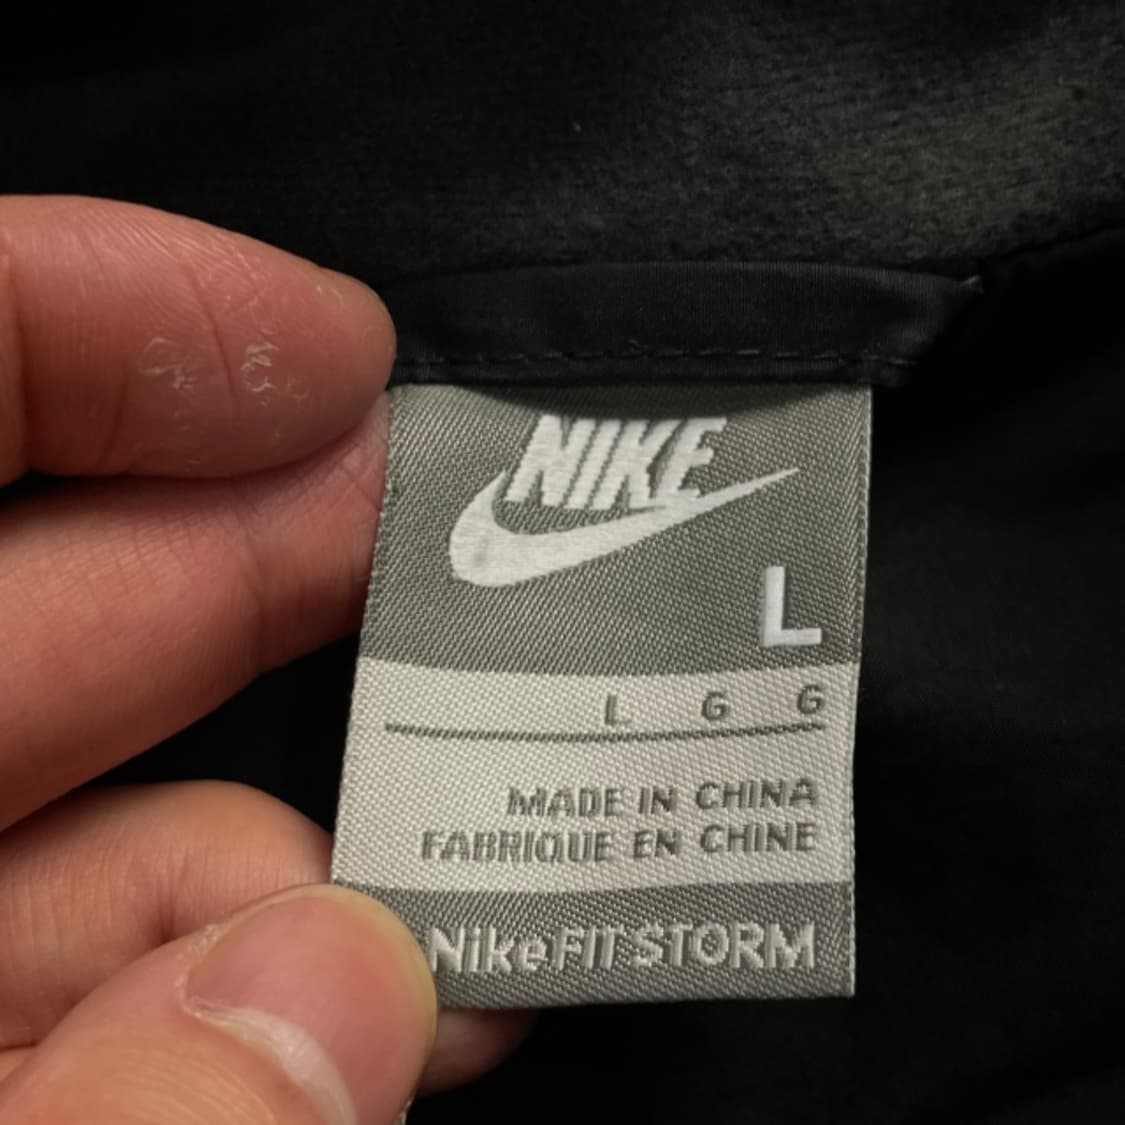 NIKE
L
L G G
MADE IN CHINA
FABRIQUE EN CHINE
NikeFIT STORM